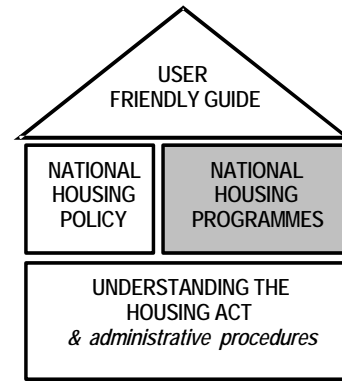 USER
FRIENDLY GUIDE
NATIONAL
HOUSING
POLICY
NATIONAL
HOUSING
PROGRAMMES
UNDERSTANDING THE
HOUSING ACT
& administrative procedures